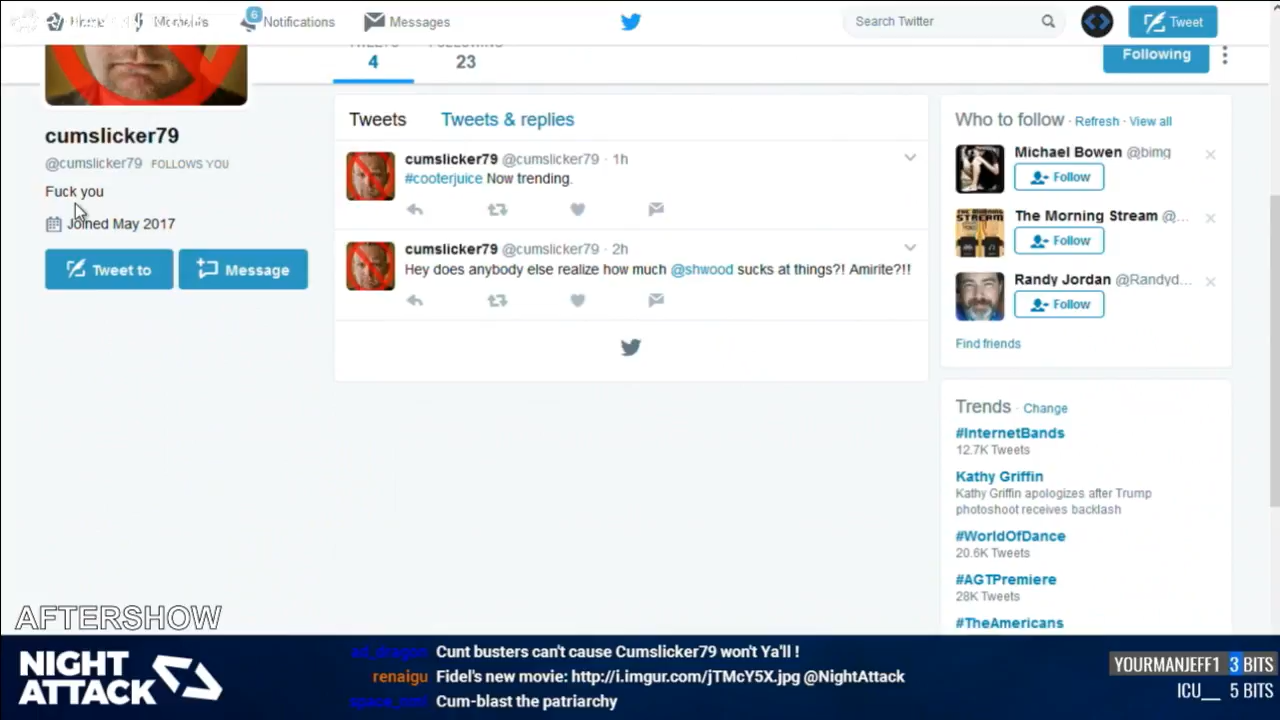 Notifications
Messages
Search Twitter
Tweet
6
TWEETS
4
FOLLOWING
23
Following
cumslicker79
@cumslicker79 FOLLOWS YOU
Fuck you
Joined May 2017
Tweet to
Message
Tweets
Tweets & replies
cumslicker79 @cumslicker79 · 1h
#cooterjuice Now trending.
cumslicker79 @cumslicker79 · 2h
Hey does anybody else realize how much @shwood sucks at things?! Amirite?!!
Who to follow · Refresh · View all
Michael Bowen @bimg
Follow
The Morning Stream @...
Follow
Randy Jordan @Randyd...
Follow
Find friends
Trends · Change
#InternetBands
12.7K Tweets
Kathy Griffin
Kathy Griffin apologizes after Trump
photoshoot receives backlash
#WorldOfDance
20.6K Tweets
#AGTPremiere
28K Tweets
#TheAmericans
AFTERSHOW
NIGHT
ATTACK
Cunt busters can't cause Cumslicker79 won't Ya'll !
renaigu Fidel's new movie: http://i.imgur.com/jTMcY5X.jpg @NightAttack
Cum-blast the patriarchy
YOURMANJEFF1 3 BITS
ICU__ 5 BITS